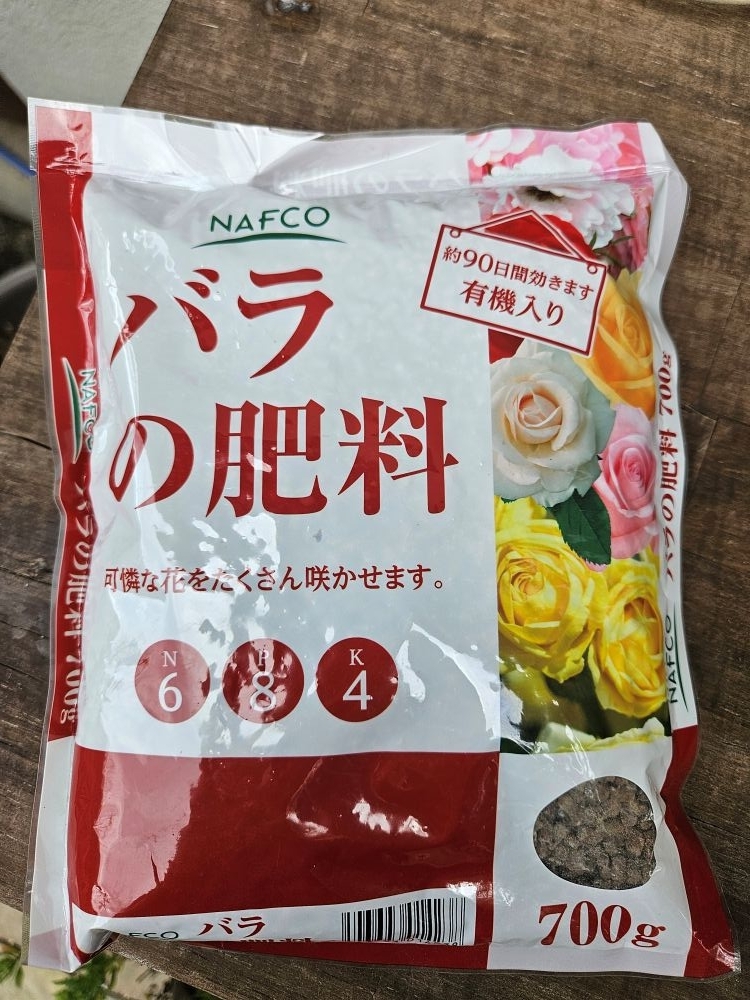 NAFCO
約90日間効きます
有機入り
バラ
の肥料
可憐な花をたくさん咲かせます。
N P K
6 8 4
700g
NAFCO バラの肥料 700g
NAFCO バラの肥料 700g
バラ